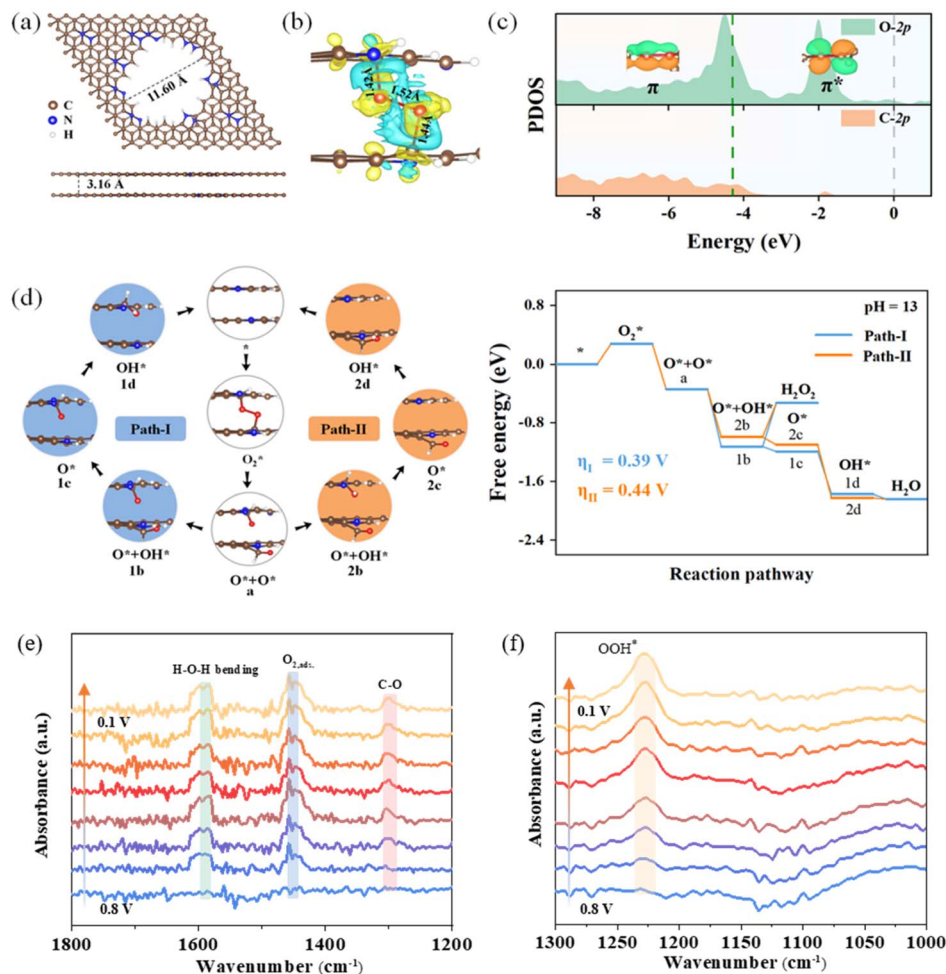 (a)
11.60 Å
C
N
H
3.16 Å
(b)
1.42Å
1.52Å
1.44Å
(c)
O-2p
π
π*
C-2p
PDOS
-8
-6
-4
-2
0
Energy (eV)
(d)
OH*
1d
*
OH*
2d
Path-I
Path-II
O*
1c
O₂*
O*
2c
O*+OH*
1b
O*+O*
a
O*+OH*
2b
Free energy (eV)
0.8
0.0
-0.8
-1.6
-2.4
pH = 13
Path-I
Path-II
*
O₂*
O*+O*
a
O*+OH*
2b
1b
H₂O₂
O*
2c
1c
OH*
1d
2d
H₂O
η_I = 0.39 V
η_II = 0.44 V
Reaction pathway
(e)
H-O-H bending
O₂,ads.
C-O
0.1 V
0.8 V
Absorbance (a.u.)
1800
1600
1400
1200
Wavenumber (cm⁻¹)
(f)
OOH*
0.1 V
0.8 V
Absorbance (a.u.)
1300
1250
1200
1150
1100
1050
1000
Wavenumber (cm⁻¹)